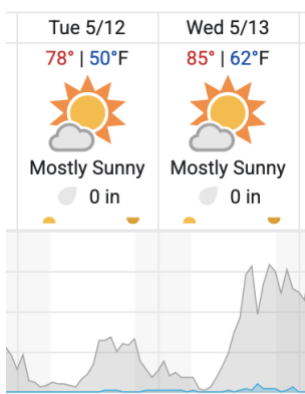 Tue 5/12
Wed 5/13
78° | 50°F
85° | 62°F
Mostly Sunny
Mostly Sunny
0 in
0 in